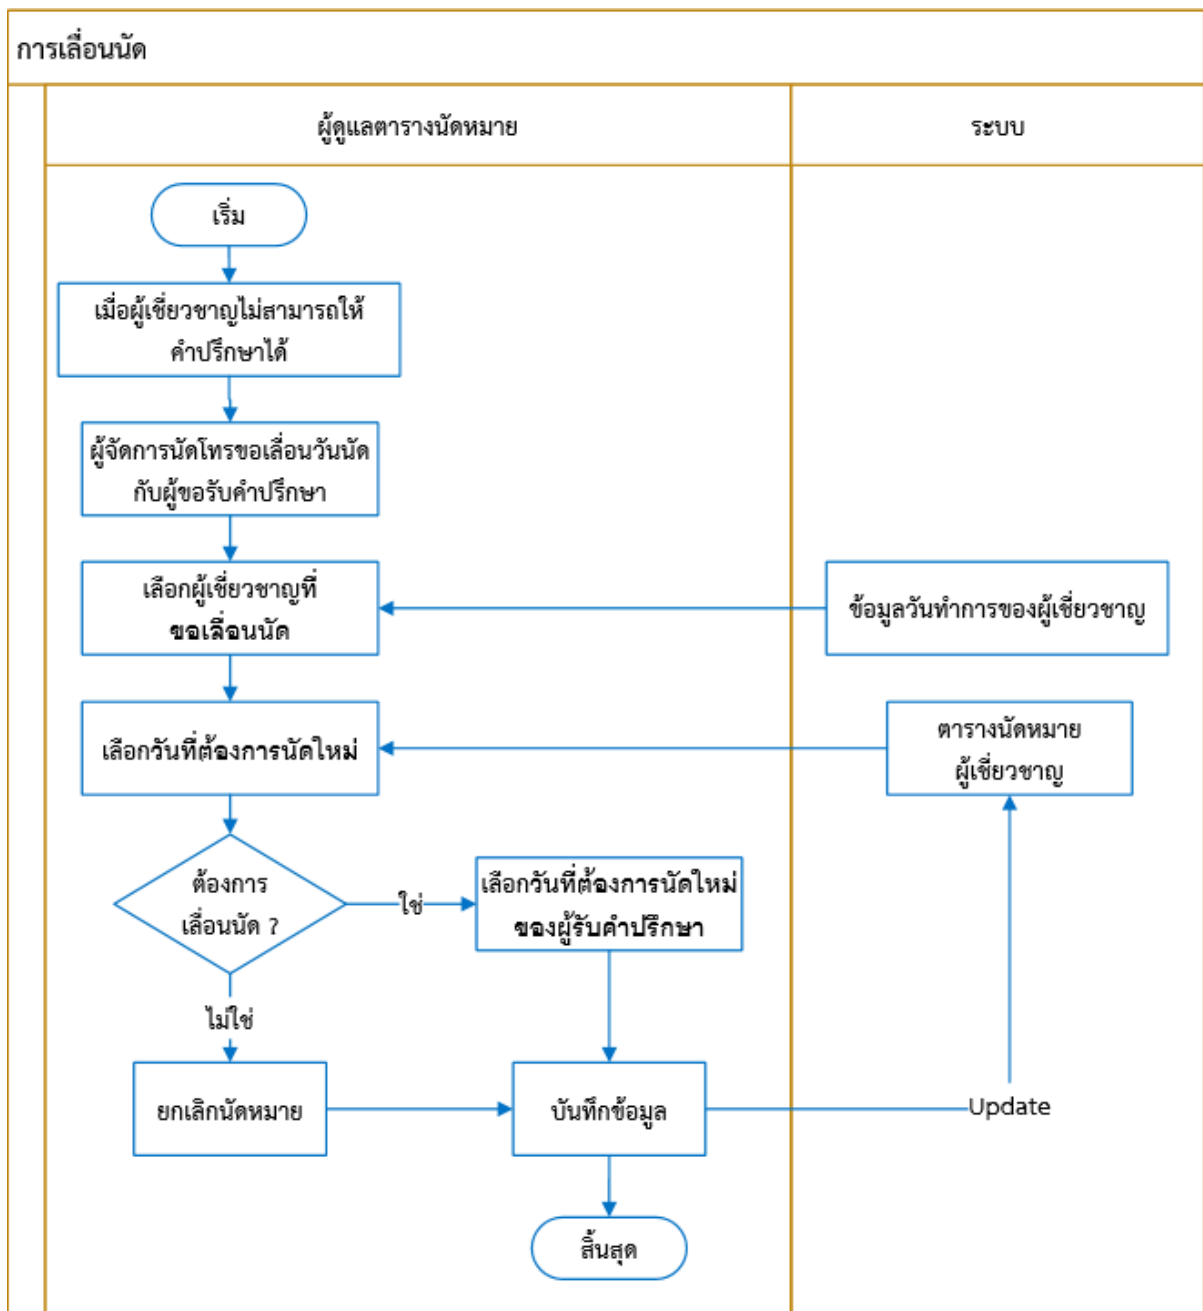 การเลื่อนนัด
ผู้ดูแลตารางนัดหมาย
ระบบ
เริ่ม
เมื่อผู้เชี่ยวชาญไม่สามารถให้
คำปรึกษาได้
ผู้จัดการนัดโทรขอเลื่อนวันนัด
กับผู้ขอรับคำปรึกษา
เลือกผู้เชี่ยวชาญที่
ขอเลื่อนนัด
ข้อมูลวันทำการของผู้เชี่ยวชาญ
เลือกวันที่ต้องการนัดใหม่
ตารางนัดหมาย
ผู้เชี่ยวชาญ
ต้องการ
เลื่อนนัด ?
ใช่
เลือกวันที่ต้องการนัดใหม่
ของผู้รับคำปรึกษา
ไม่ใช่
ยกเลิกนัดหมาย
บันทึกข้อมูล
Update
สิ้นสุด